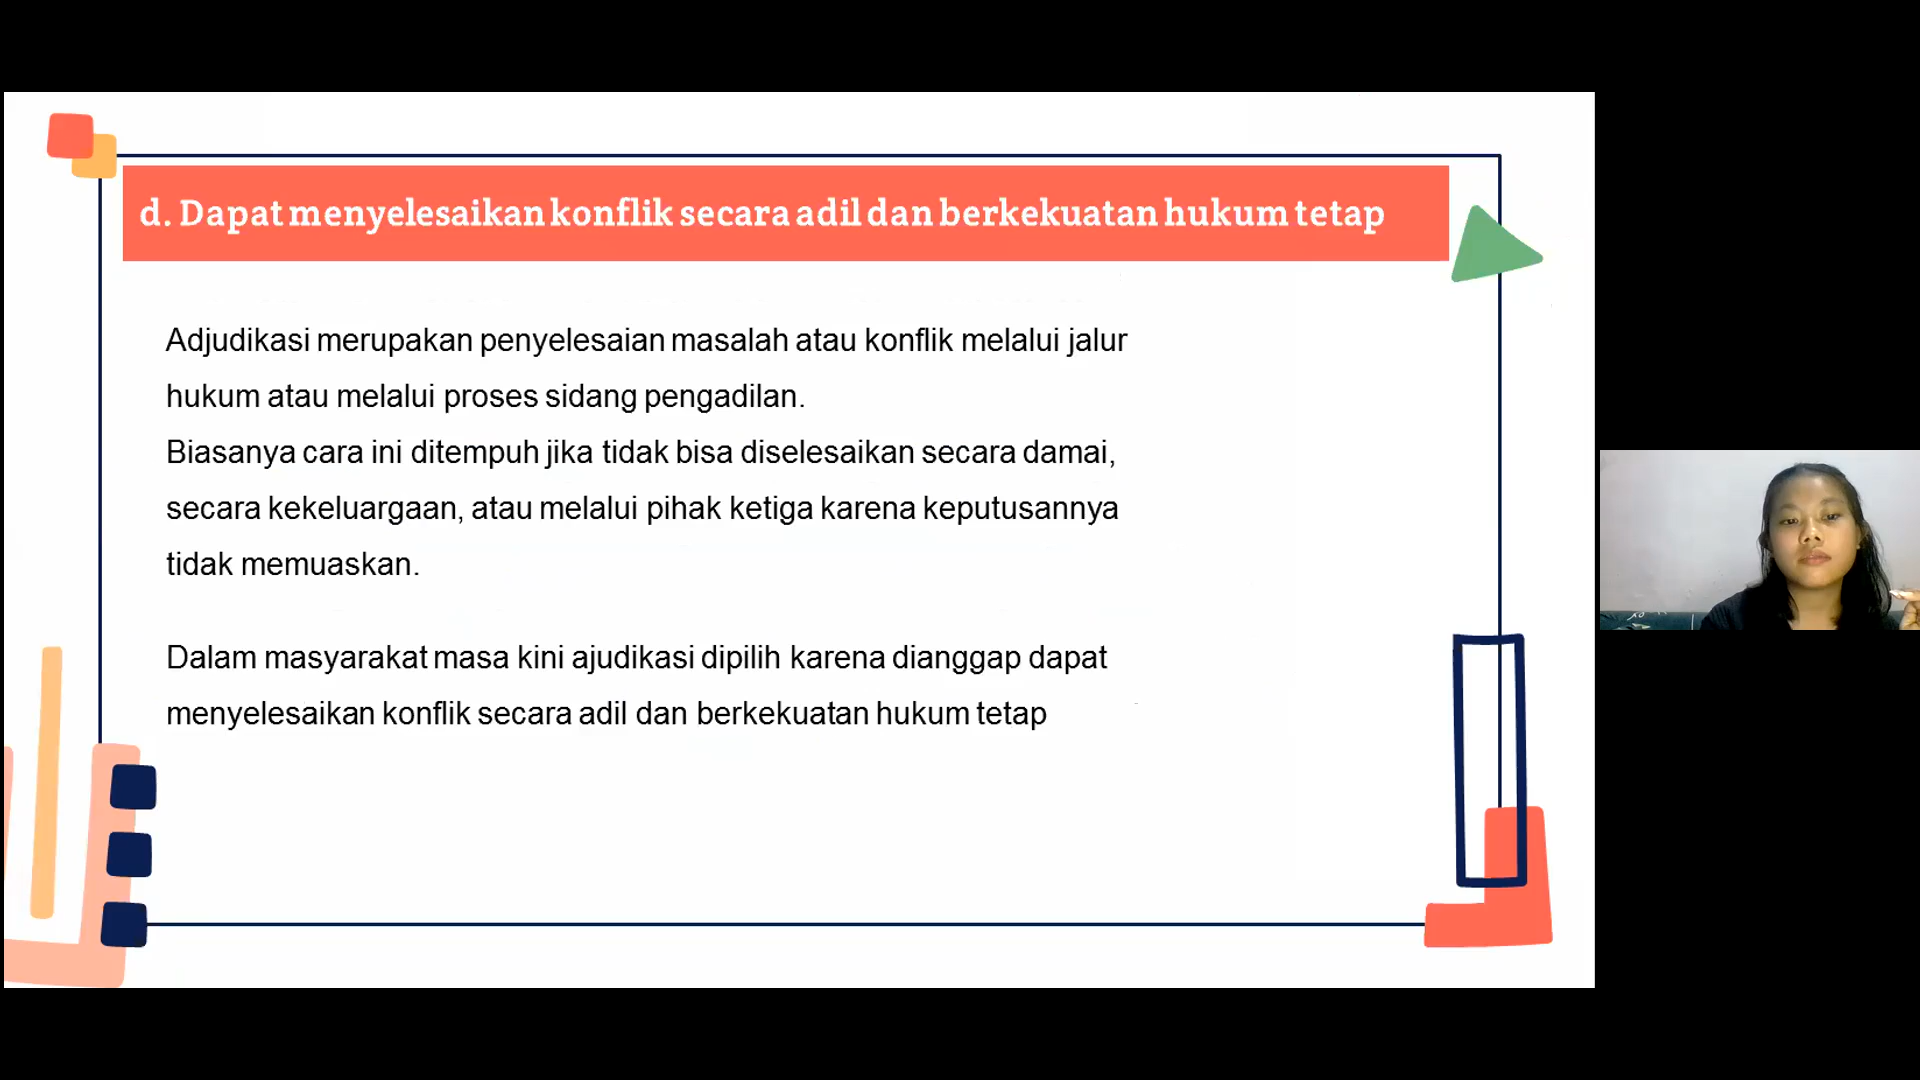 d. Dapat menyelesaikan konflik secara adil dan berkekuatan hukum tetap
Adjudikasi merupakan penyelesaian masalah atau konflik melalui jalur
hukum atau melalui proses sidang pengadilan.
Biasanya cara ini ditempuh jika tidak bisa diselesaikan secara damai,
secara kekeluargaan, atau melalui pihak ketiga karena keputusannya
tidak memuaskan.
Dalam masyarakat masa kini ajudikasi dipilih karena dianggap dapat
menyelesaikan konflik secara adil dan berkekuatan hukum tetap